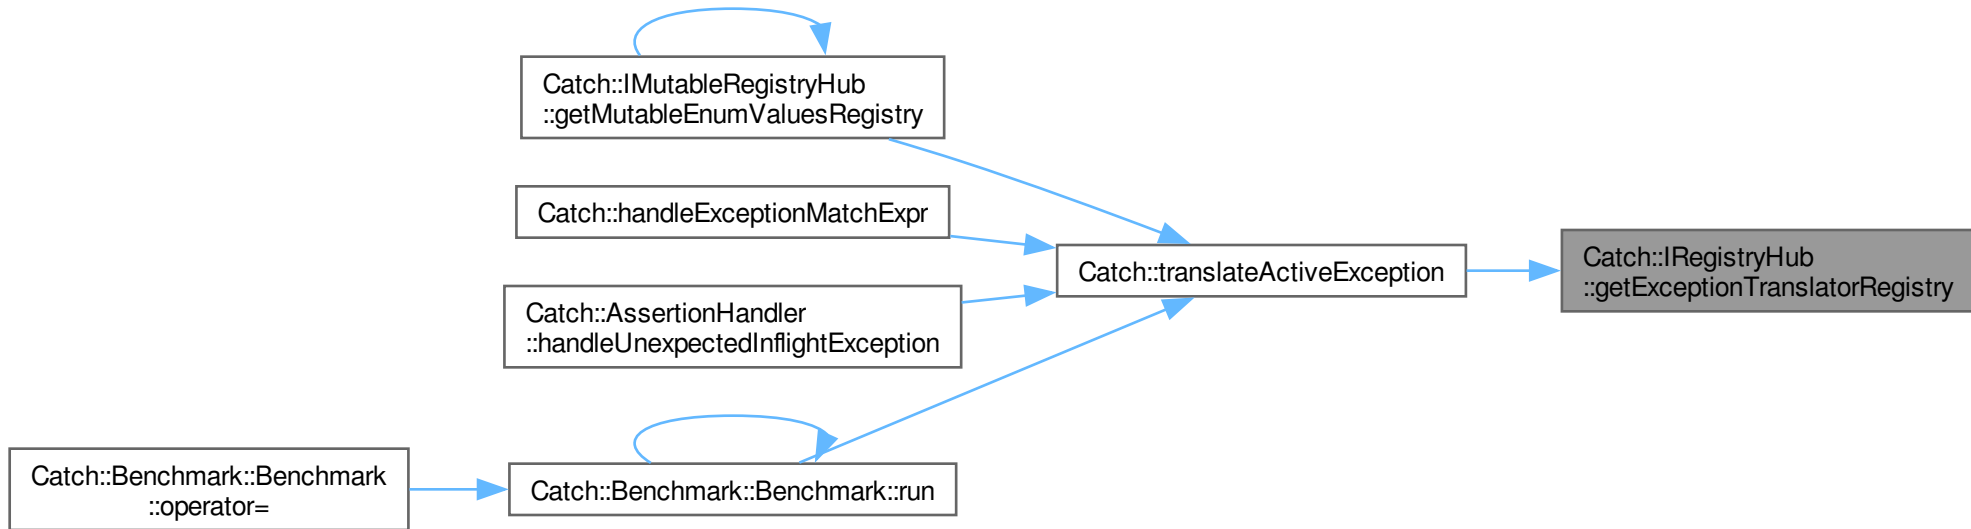 Catch::IMutableRegistryHub
::getMutableEnumValuesRegistry
Catch::handleExceptionMatchExpr
Catch::AssertionHandler
::handleUnexpectedInflightException
Catch::Benchmark::Benchmark
::operator=
Catch::Benchmark::Benchmark::run
Catch::translateActiveException
Catch::IRegistryHub
::getExceptionTranslatorRegistry